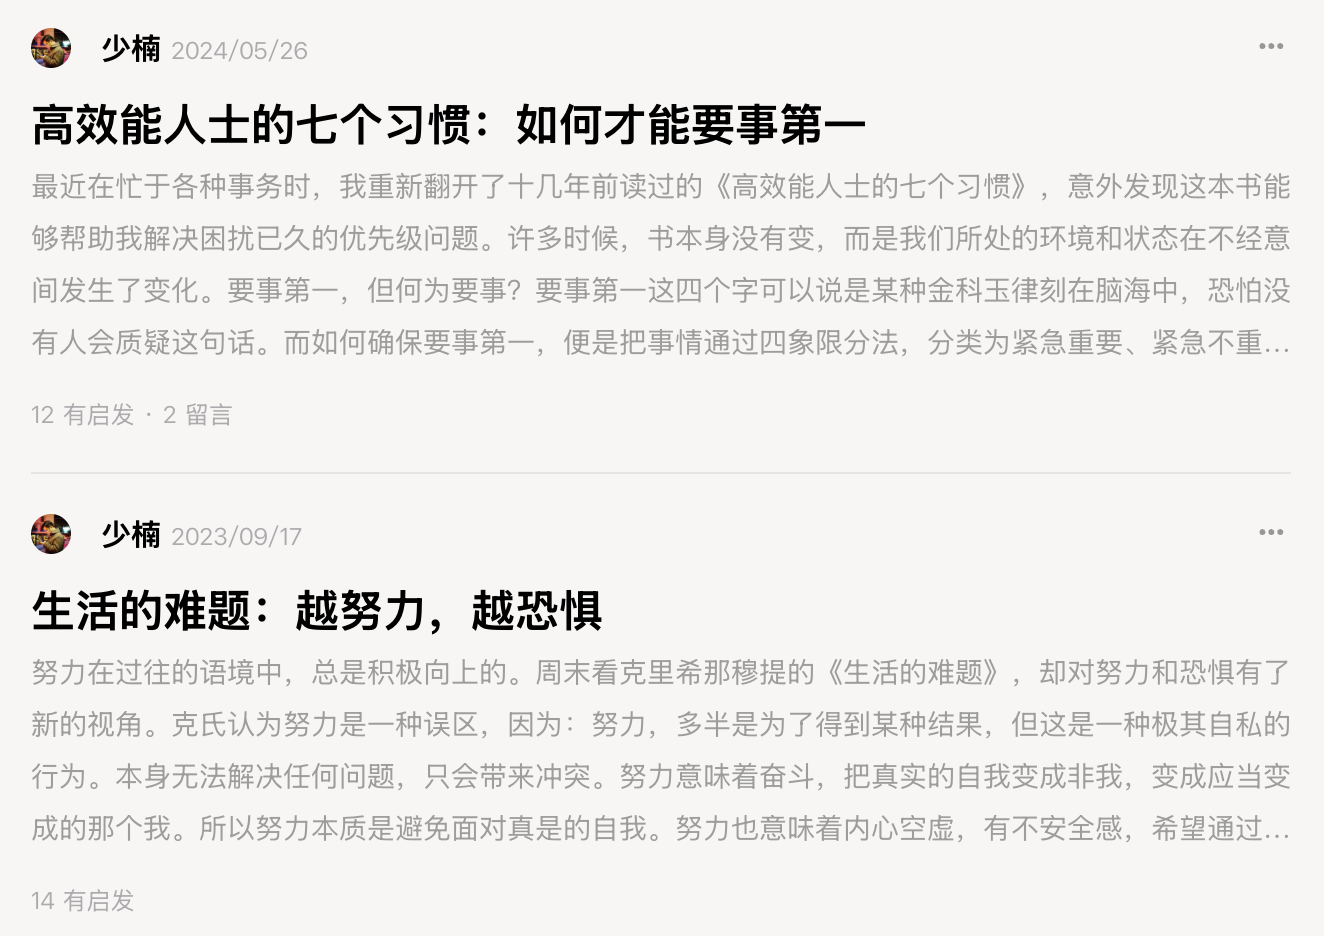 少楠 2024/05/26
高效能人士的七个习惯：如何才能要事第一
最近在忙于各种事务时，我重新翻开了十几年前读过的《高效能人士的七个习惯》，意外发现这本书能
够帮助我解决困扰已久的优先级问题。许多时候，书本身没有变，而是我们所处的环境和状态在不经意
间发生了变化。要事第一，但何为要事？要事第一这四个字可以说是某种金科玉律刻在脑海中，恐怕没
有人会质疑这句话。而如何确保要事第一，便是把事情通过四象限分法，分类为紧急重要、紧急不重...
12 有启发 · 2 留言
少楠 2023/09/17
生活的难题：越努力，越恐惧
努力在过往的语境中，总是积极向上的。周末看克里希那穆提的《生活的难题》，却对努力和恐惧有了
新的视角。克氏认为努力是一种误区，因为：努力，多半是为了得到某种结果，但这是一种极其自私的
行为。本身无法解决任何问题，只会带来冲突。努力意味着奋斗，把真实的自我变成非我，变成应当变
成的那个我。所以努力本质是避免面对真是的自我。努力也意味着内心空虚，有不安全感，希望通过...
14 有启发